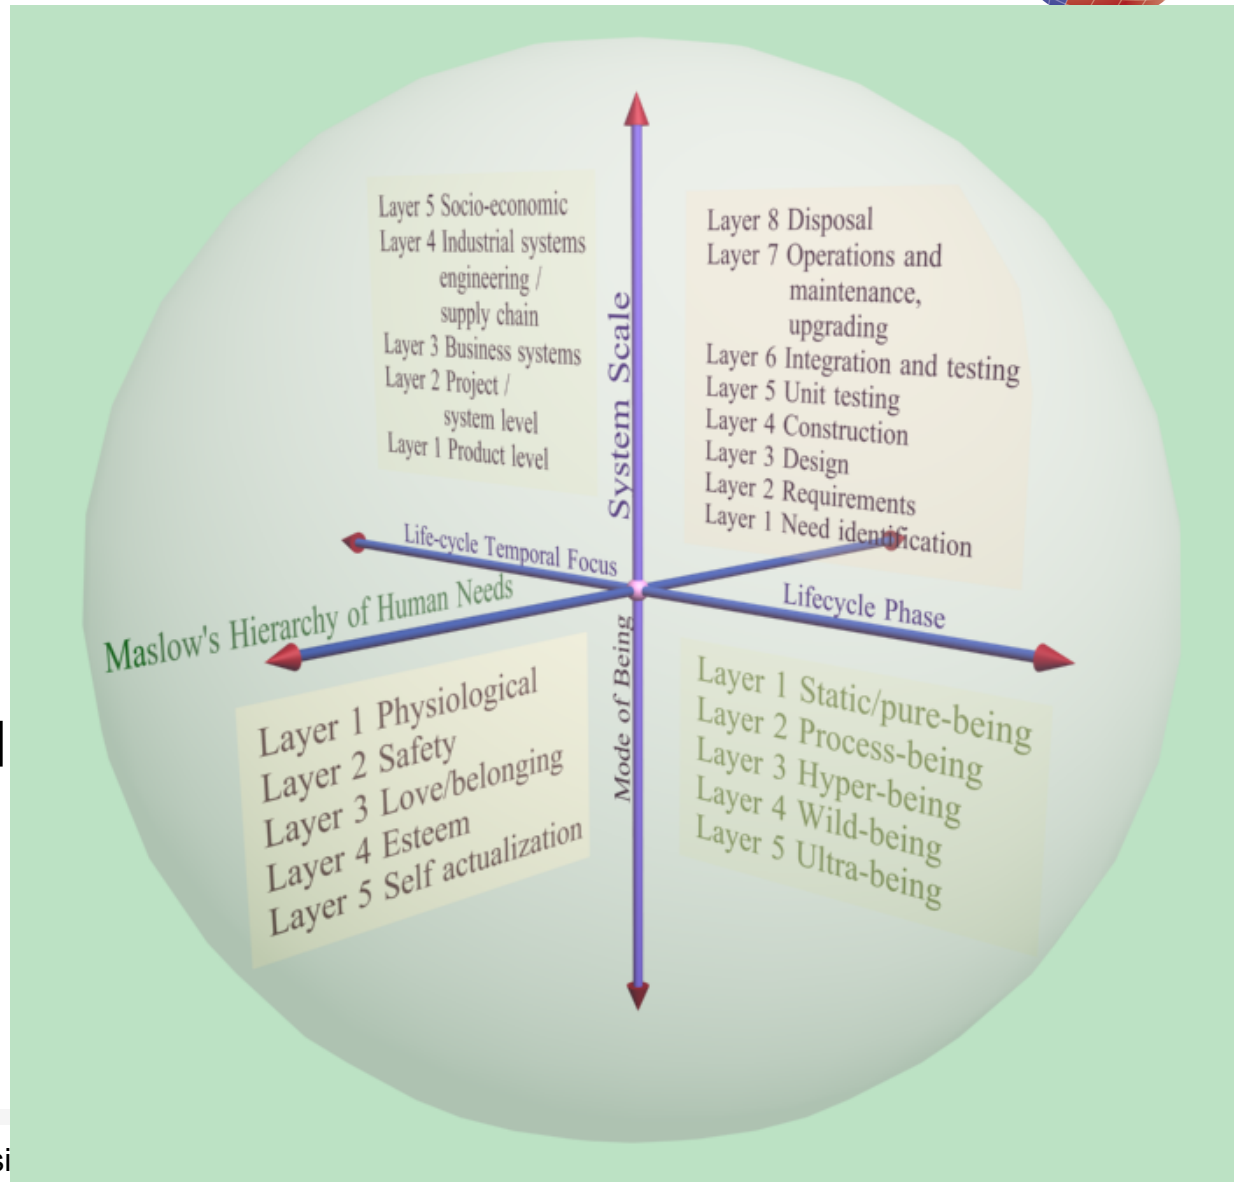 Layer 5 Socio-economic
Layer 4 Industrial systems
engineering /
supply chain
Layer 3 Business systems
Layer 2 Project /
system level
Layer 1 Product level
System Scale
Layer 8 Disposal
Layer 7 Operations and
maintenance,
upgrading
Layer 6 Integration and testing
Layer 5 Unit testing
Layer 4 Construction
Layer 3 Design
Layer 2 Requirements
Layer 1 Need identification
Life-cycle Temporal Focus
Lifecycle Phase
Maslow's Hierarchy of Human Needs
Layer 1 Physiological
Layer 2 Safety
Layer 3 Love/belonging
Layer 4 Esteem
Layer 5 Self actualization
Mode of Being
Layer 1 Static/pure-being
Layer 2 Process-being
Layer 3 Hyper-being
Layer 4 Wild-being
Layer 5 Ultra-being